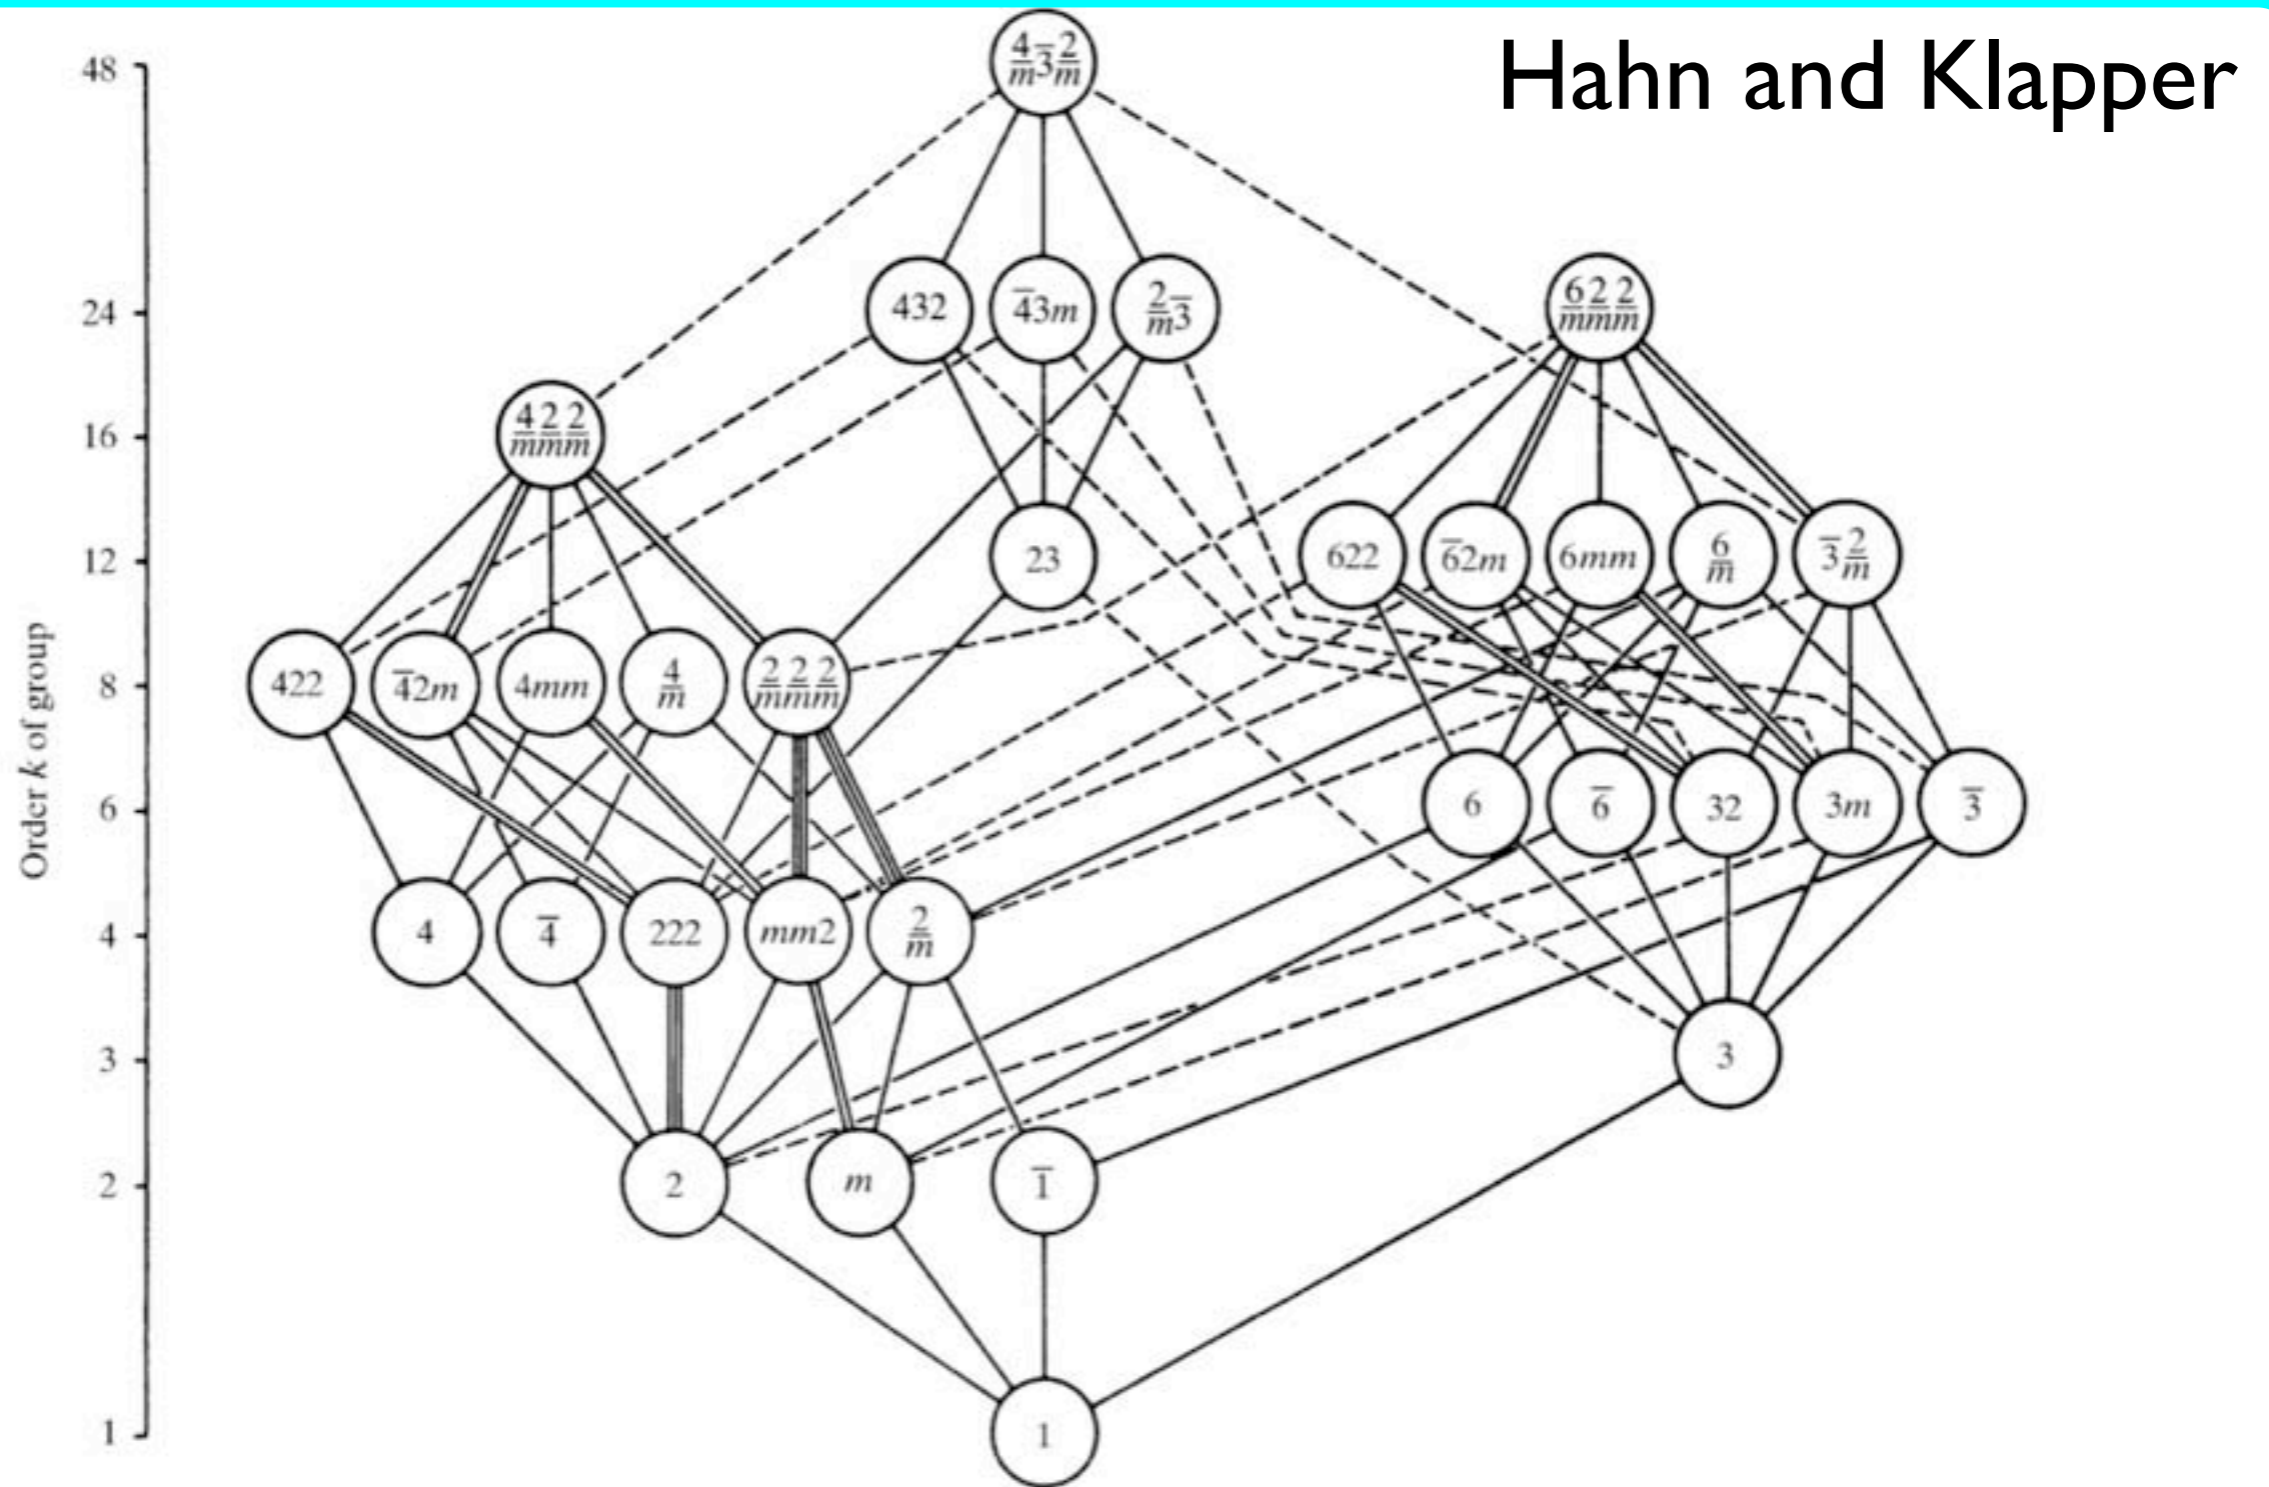 Hahn and Klapper
Order k of group
48
4/m 3̅ 2/m
24
432
4̅3m
2/m 3̅
6/m 2/m 2/m
16
4/m 2/m 2/m
12
23
622
6̅2m
6mm
6/m
3̅ 2/m
8
422
4̅2m
4mm
4/m
2/m 2/m 2/m
6
6
6̅
32
3m
3̅
4
4
4̅
222
mm2
2/m
3
3
2
2
m
1̅
1
1